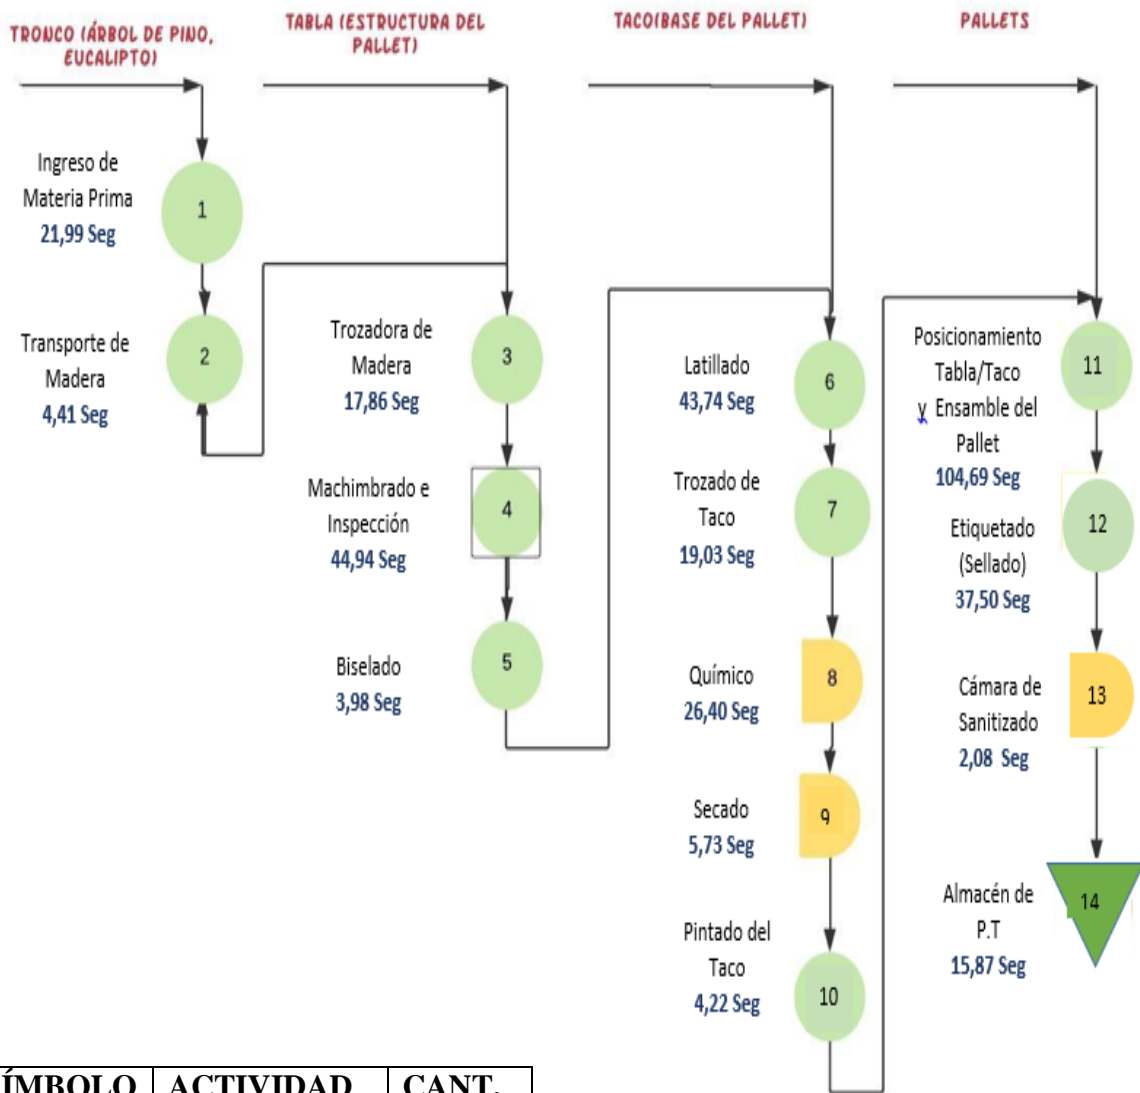 TRONCO (ÁRBOL DE PINO,
EUCALIPTO)
Ingreso de
Materia Prima
21,99 Seg
1
Transporte de
Madera
4,41 Seg
2
TABLA (ESTRUCTURA DEL
PALLET)
Trozadora de
Madera
17,86 Seg
3
Machimbrado e
Inspección
44,94 Seg
4
Biselado
3,98 Seg
5
TACO(BASE DEL PALLET)
Latillado
43,74 Seg
6
Trozado de
Taco
19,03 Seg
7
Químico
26,40 Seg
8
Secado
5,73 Seg
9
Pintado del
Taco
4,22 Seg
10
PALLETS
Posicionamiento
Tabla/Taco
y Ensamble del
Pallet
104,69 Seg
11
Etiquetado
(Sellado)
37,50 Seg
12
Cámara de
Sanitizado
2,08 Seg
13
Almacén de
P.T
15,87 Seg
14
ÍMBOLO ACTIVIDAD CANT.